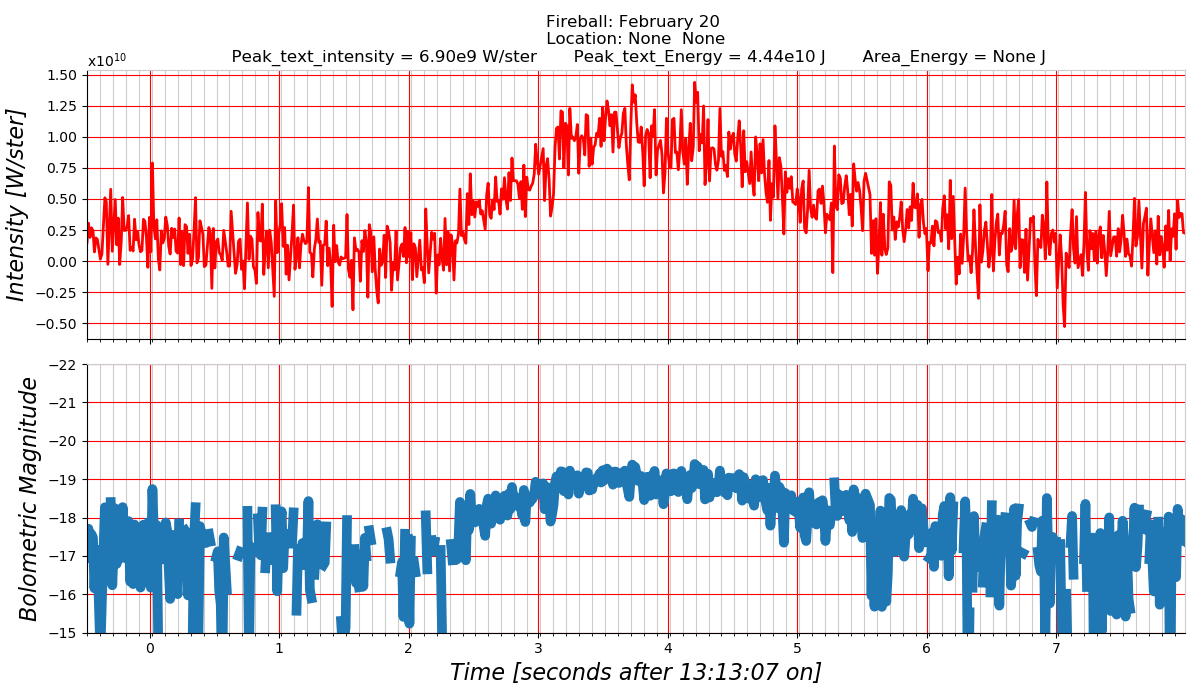 Fireball: February 20
Location: None  None
Peak_text_intensity = 6.90e9 W/ster       Peak_text_Energy = 4.44e10 J       Area_Energy = None J
x10¹⁰
1.50
1.25
1.00
0.75
0.50
0.25
0.00
−0.25
−0.50
Intensity [W/ster]
−22
−21
−20
−19
−18
−17
−16
−15
Bolometric Magnitude
0 1 2 3 4 5 6 7
Time [seconds after 13:13:07 on]